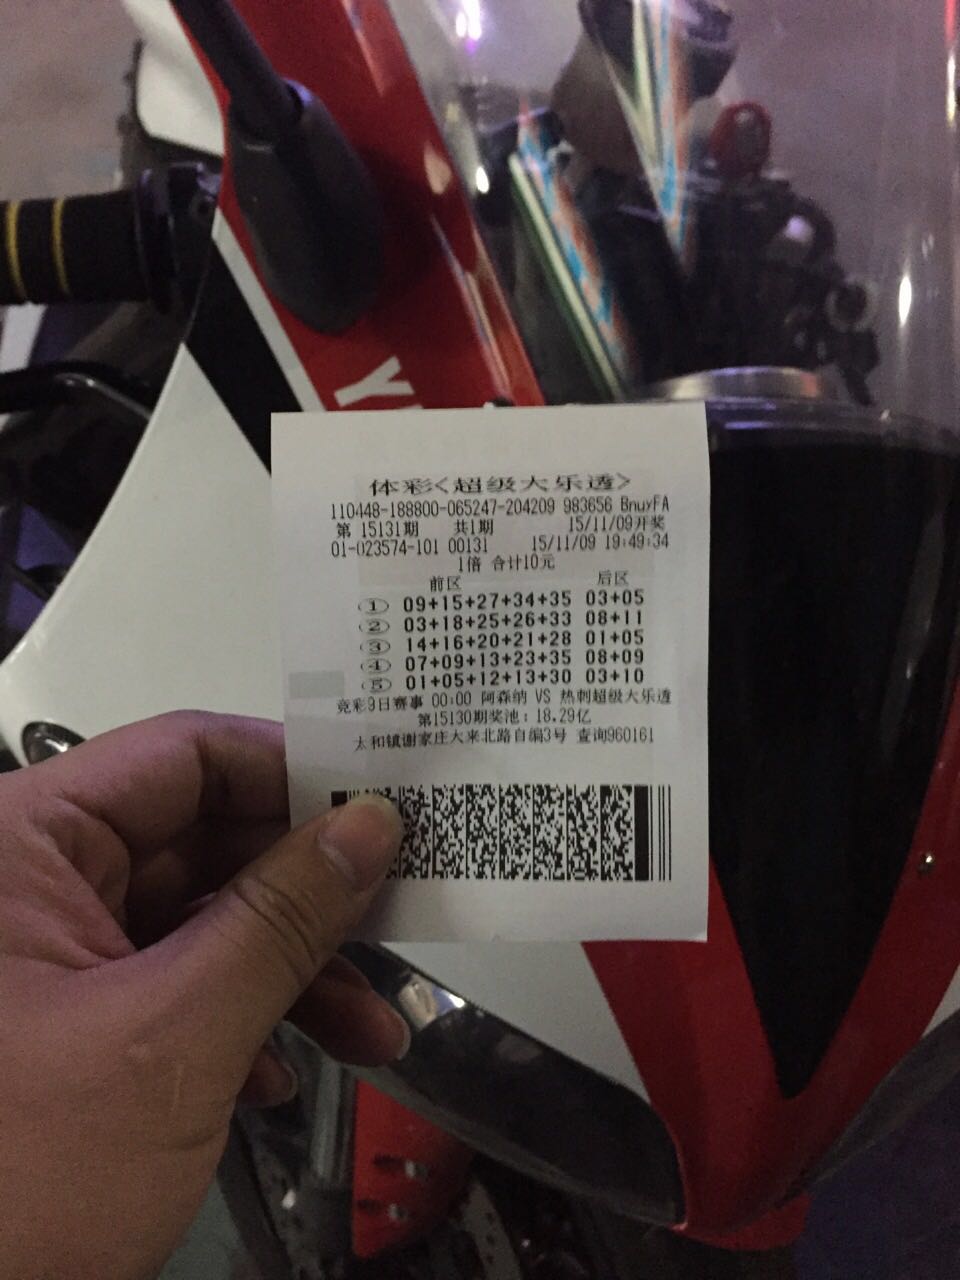 Y
体彩<超级大乐透>
110448-188800-065247-204209 983656 BnuyFA
第 15131期 共1期 15/11/09开奖
01-023574-101 00131 15/11/09 19:49:34
1倍 合计10元
前区 后区
① 09+15+27+34+35 03+05
② 03+18+25+26+33 08+11
③ 14+16+20+21+28 01+05
④ 07+09+13+23+35 08+09
⑤ 01+05+12+13+30 03+10
竞彩9日赛事 00:00 阿森纳 VS 热刺超级大乐透
第15130期奖池：18.29亿
太和镇谢家庄大来北路自编3号 查询960161